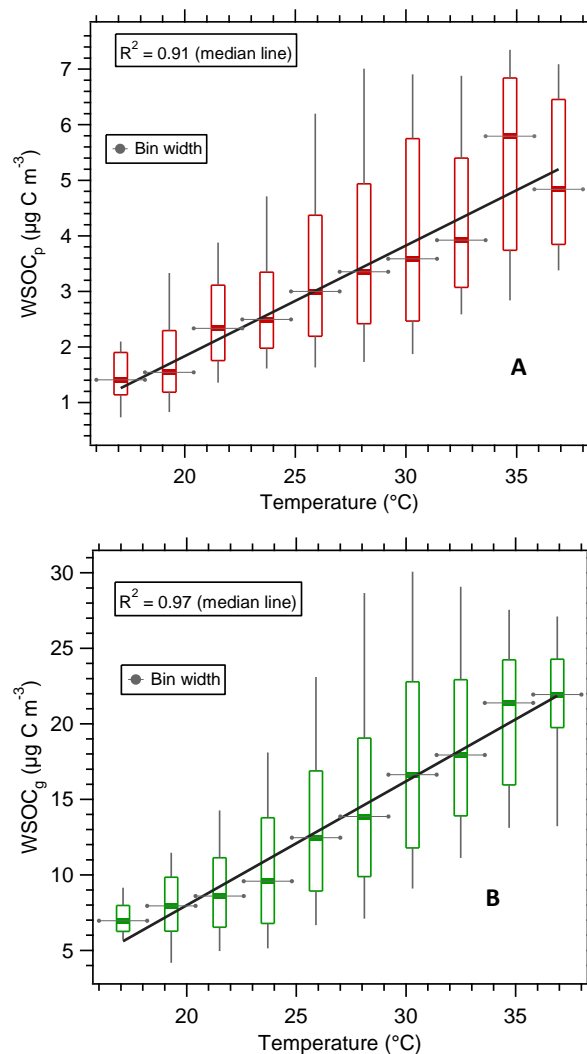 R² = 0.91 (median line)
Bin width
7
6
5
4
3
2
1
WSOCₚ (µg C m⁻³)
A
20 25 30 35
Temperature (°C)
R² = 0.97 (median line)
Bin width
30
25
20
15
10
5
WSOC_g (µg C m⁻³)
B
20 25 30 35
Temperature (°C)